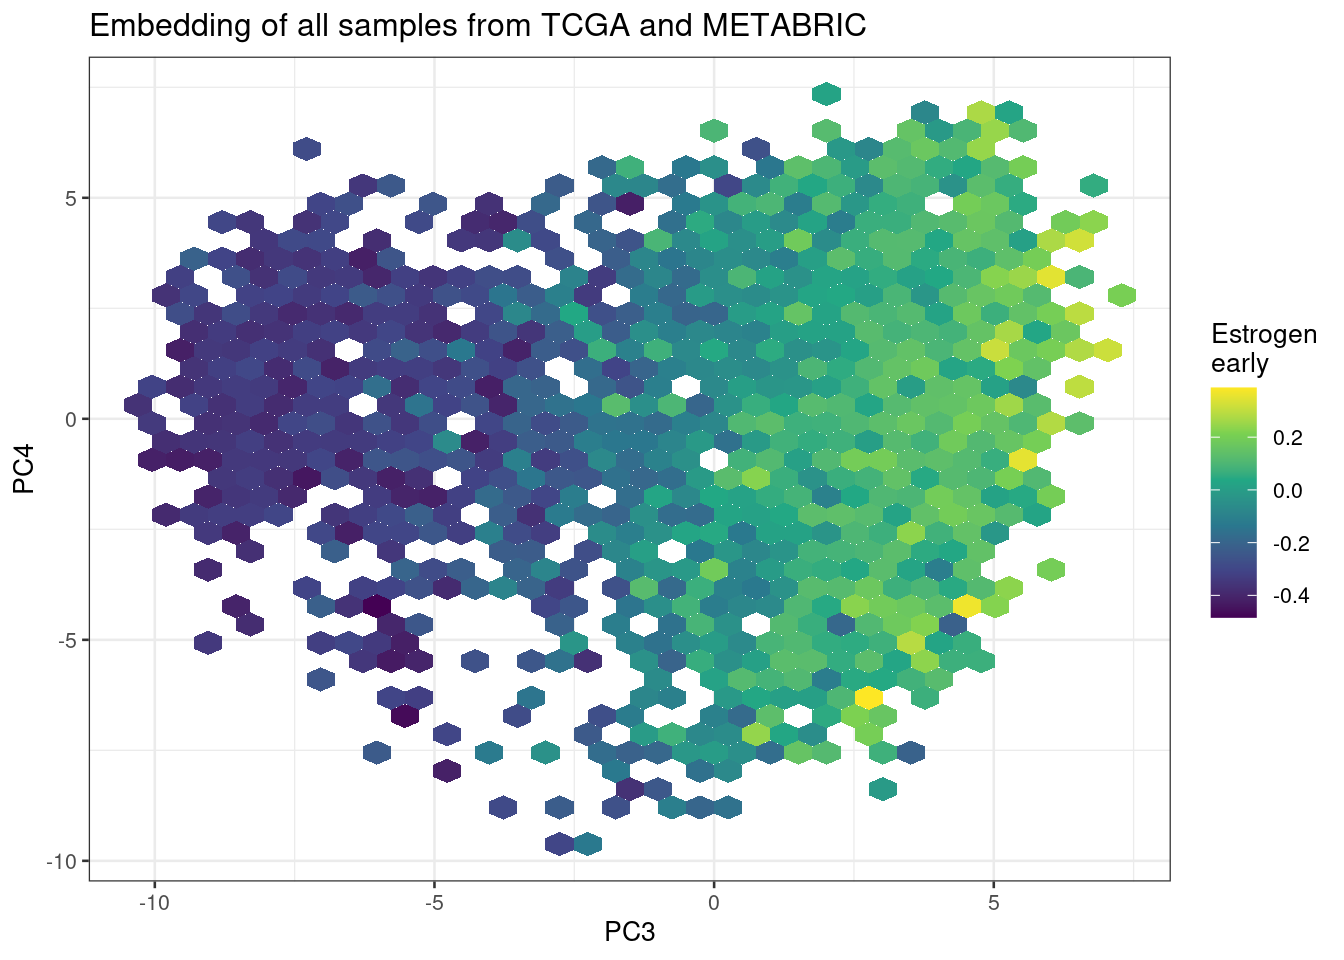 Embedding of all samples from TCGA and METABRIC
5
0
-5
-10
PC4
-10
-5
0
5
PC3
Estrogen
early
0.2
0.0
-0.2
-0.4